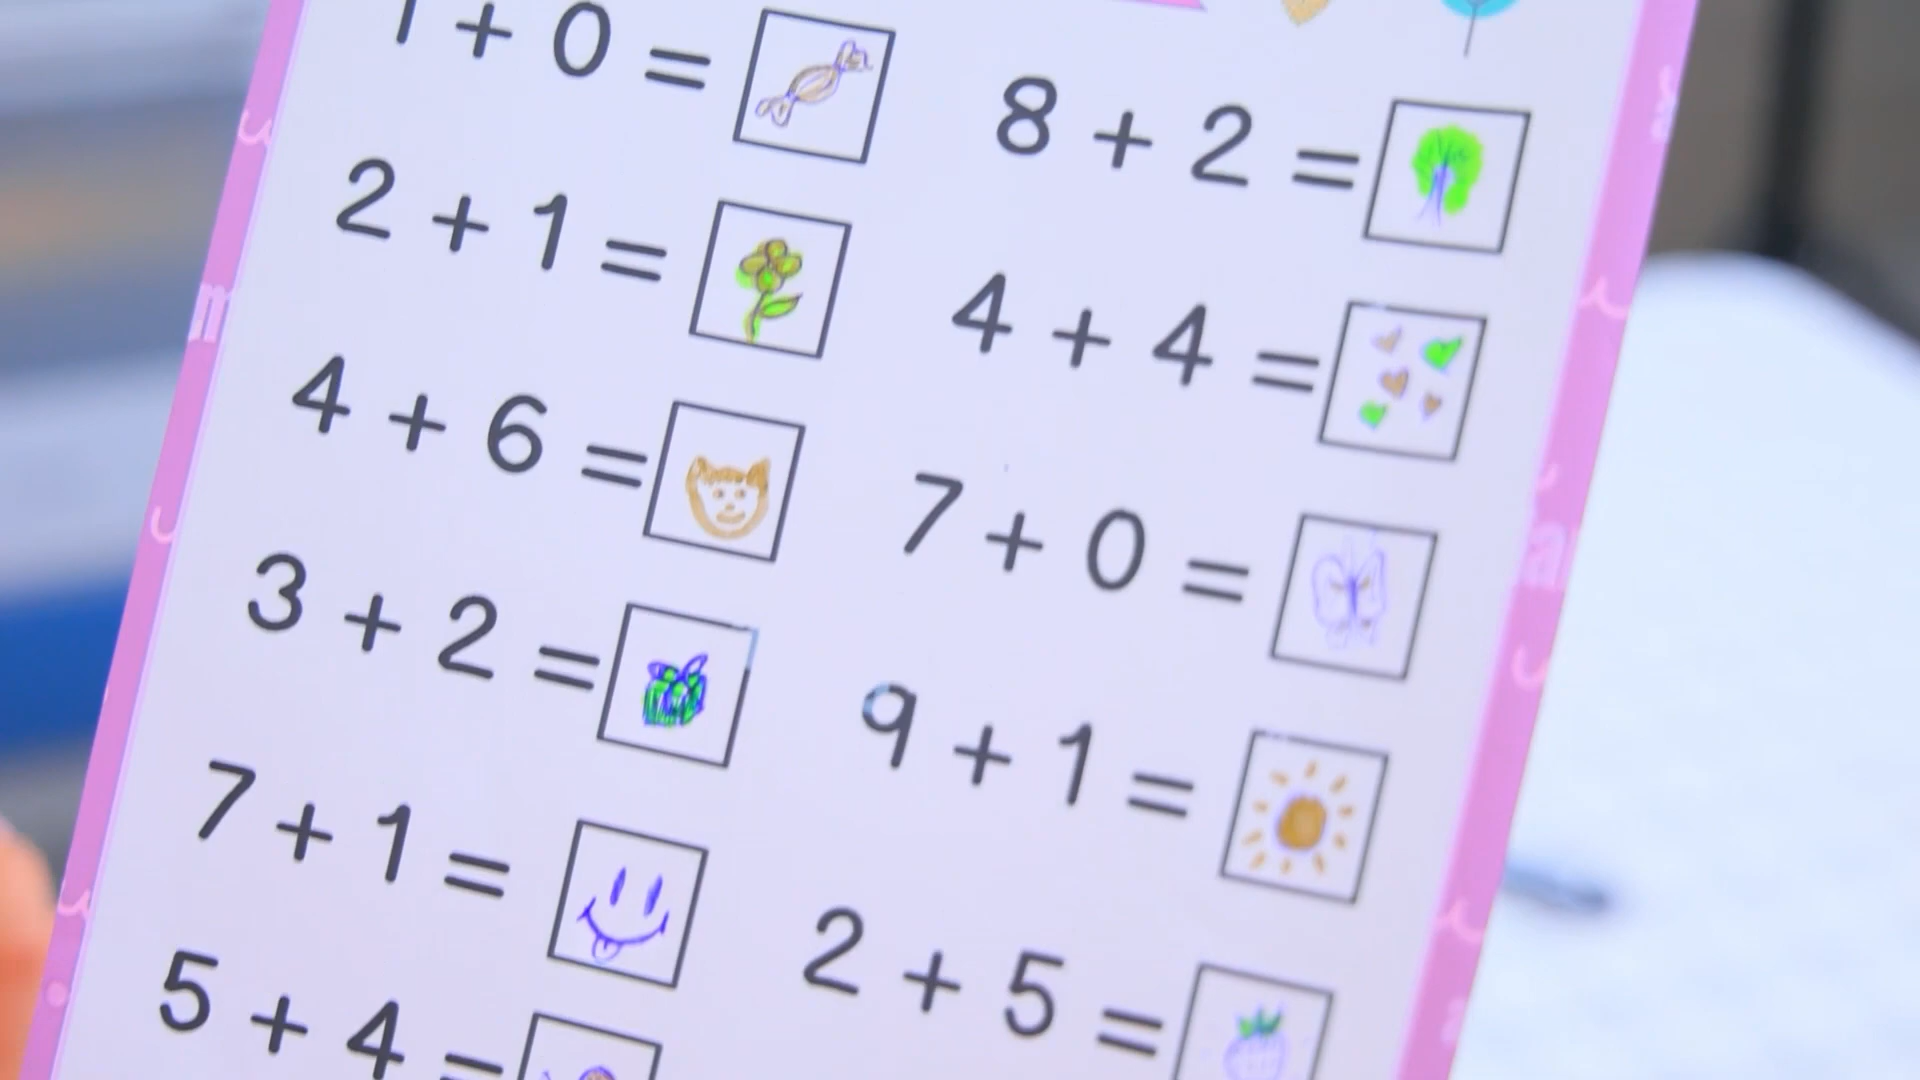 1 + 0 =
2 + 1 =
4 + 6 =
3 + 2 =
7 + 1 =
5 + 4 =
8 + 2 =
4 + 4 =
7 + 0 =
9 + 1 =
2 + 5 =